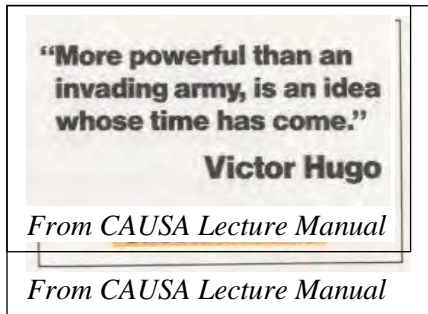 “More powerful than an
invading army, is an idea
whose time has come.”
Victor Hugo
From CAUSA Lecture Manual
From CAUSA Lecture Manual